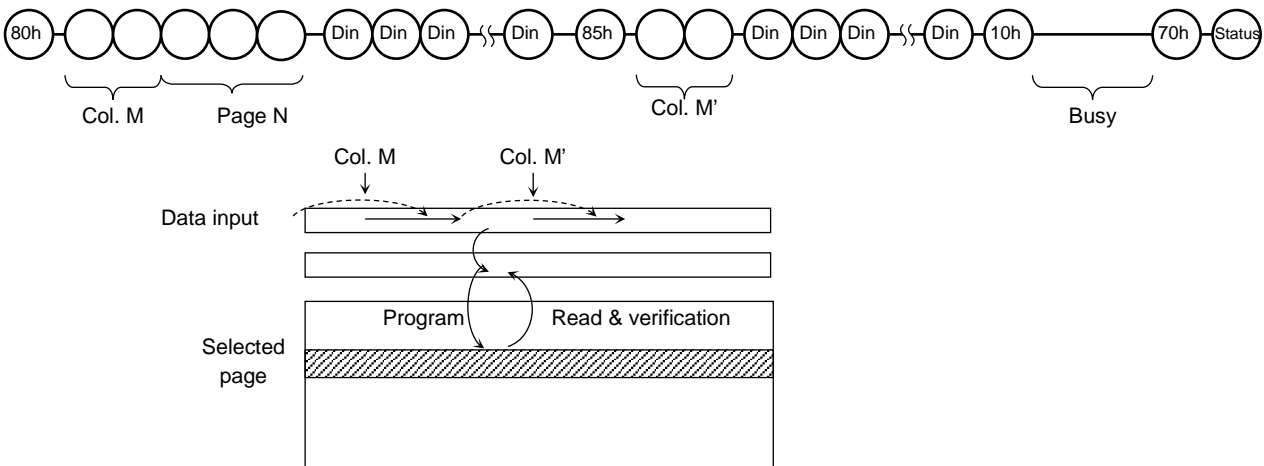 80h Din Din Din Din 85h Din Din Din Din 10h 70h Status
Col. M Page N Col. M’ Busy
Col. M Col. M’
Data input
Program Read & verification
Selected
page